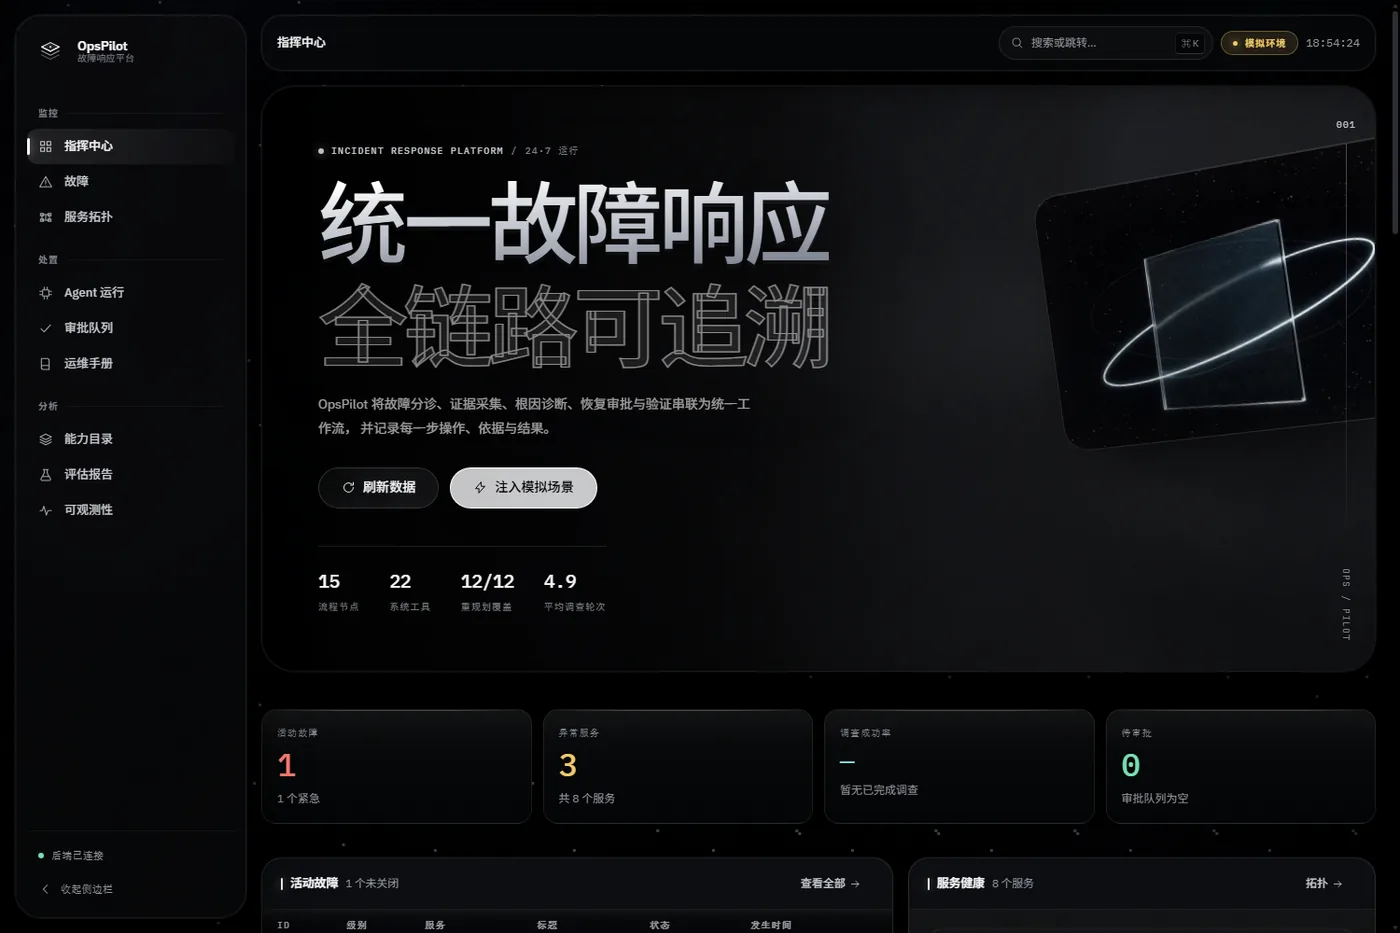 OpsPilot
故障响应平台
监控
指挥中心
故障
服务拓扑
处置
Agent 运行
审批队列
运维手册
分析
能力目录
评估报告
可观测性
后端已连接
收起侧边栏
指挥中心
搜索或跳转...
⌘K
模拟环境
18:54:24
001
INCIDENT RESPONSE PLATFORM / 24·7 运行
统一故障响应
全链路可追溯
OpsPilot 将故障分诊、证据采集、根因诊断、恢复审批与验证串联为统一工
作流， 并记录每一步操作、依据与结果。
刷新数据
注入模拟场景
15
流程节点
22
系统工具
12/12
重规划覆盖
4.9
平均调查轮次
OPS / PILOT
活动故障
1
1 个紧急
异常服务
3
共 8 个服务
调查成功率
—
暂无已完成调查
待审批
0
审批队列为空
活动故障 1 个未关闭
查看全部 →
ID 级别 服务 标题 状态 发生时间
服务健康 8 个服务
拓扑 →